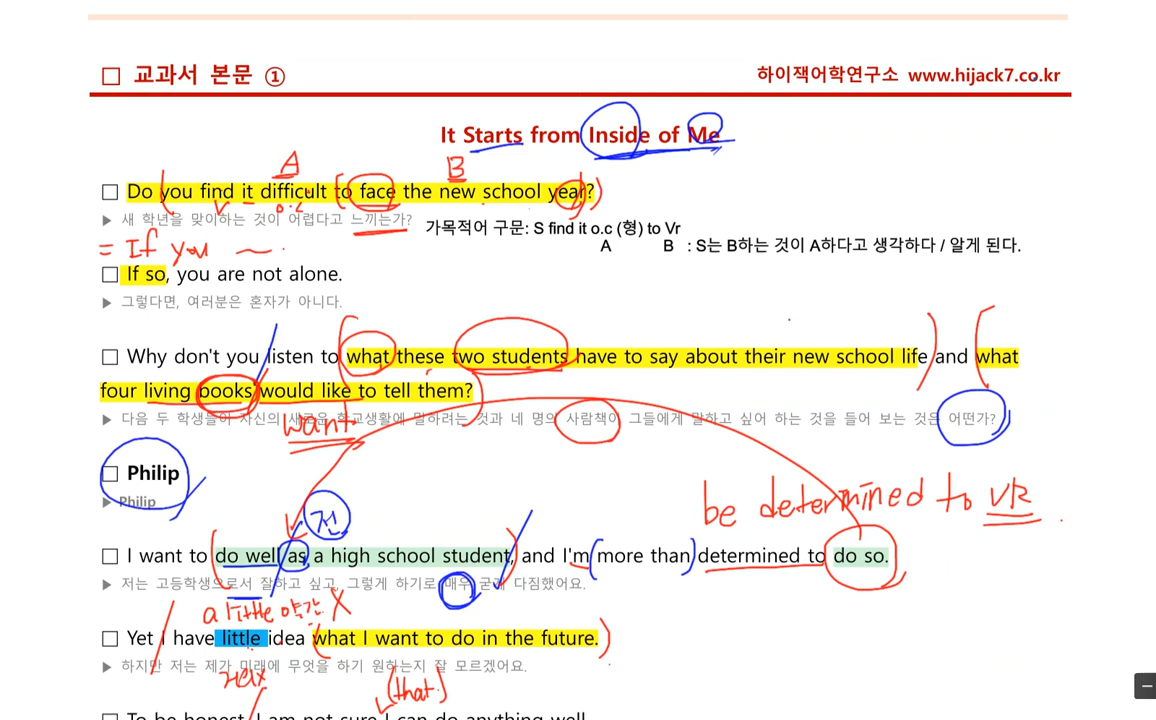 □ 교과서 본문 ①
하이잭어학연구소 www.hijack7.co.kr
It Starts from Inside of Me
A B
□ Do you find it difficult to face the new school year?
v o.c
▶ 새 학년을 맞이하는 것이 어렵다고 느끼는가?
가목적어 구문: S find it o.c (형) to Vr
A B : S는 B하는 것이 A하다고 생각하다 / 알게 된다.
= If you ~
□ If so, you are not alone.
▶ 그렇다면, 여러분은 혼자가 아니다.
□ Why don't you listen to what these two students have to say about their new school life and what
four living books would like to tell them?
▶ 다음 두 학생들이 자신의 새로운 학교생활에 말하려는 것과 네 명의 사람책이 그들에게 말하고 싶어 하는 것을 들어 보는 것은 어떤가?
want
□ Philip
▶ Philip
be determined to VR
전
□ I want to do well as a high school student, and I'm (more than) determined to do so.
▶ 저는 고등학생으로서 잘하고 싶고, 그렇게 하기로 매우 굳게 다짐했어요.
a little 약간 X
□ Yet I have little idea (what I want to do in the future.)
▶ 하지만 저는 제가 미래에 무엇을 하기 원하는지 잘 모르겠어요.
거의x
(that)
□ To be honest, I am not sure I can do anything well.